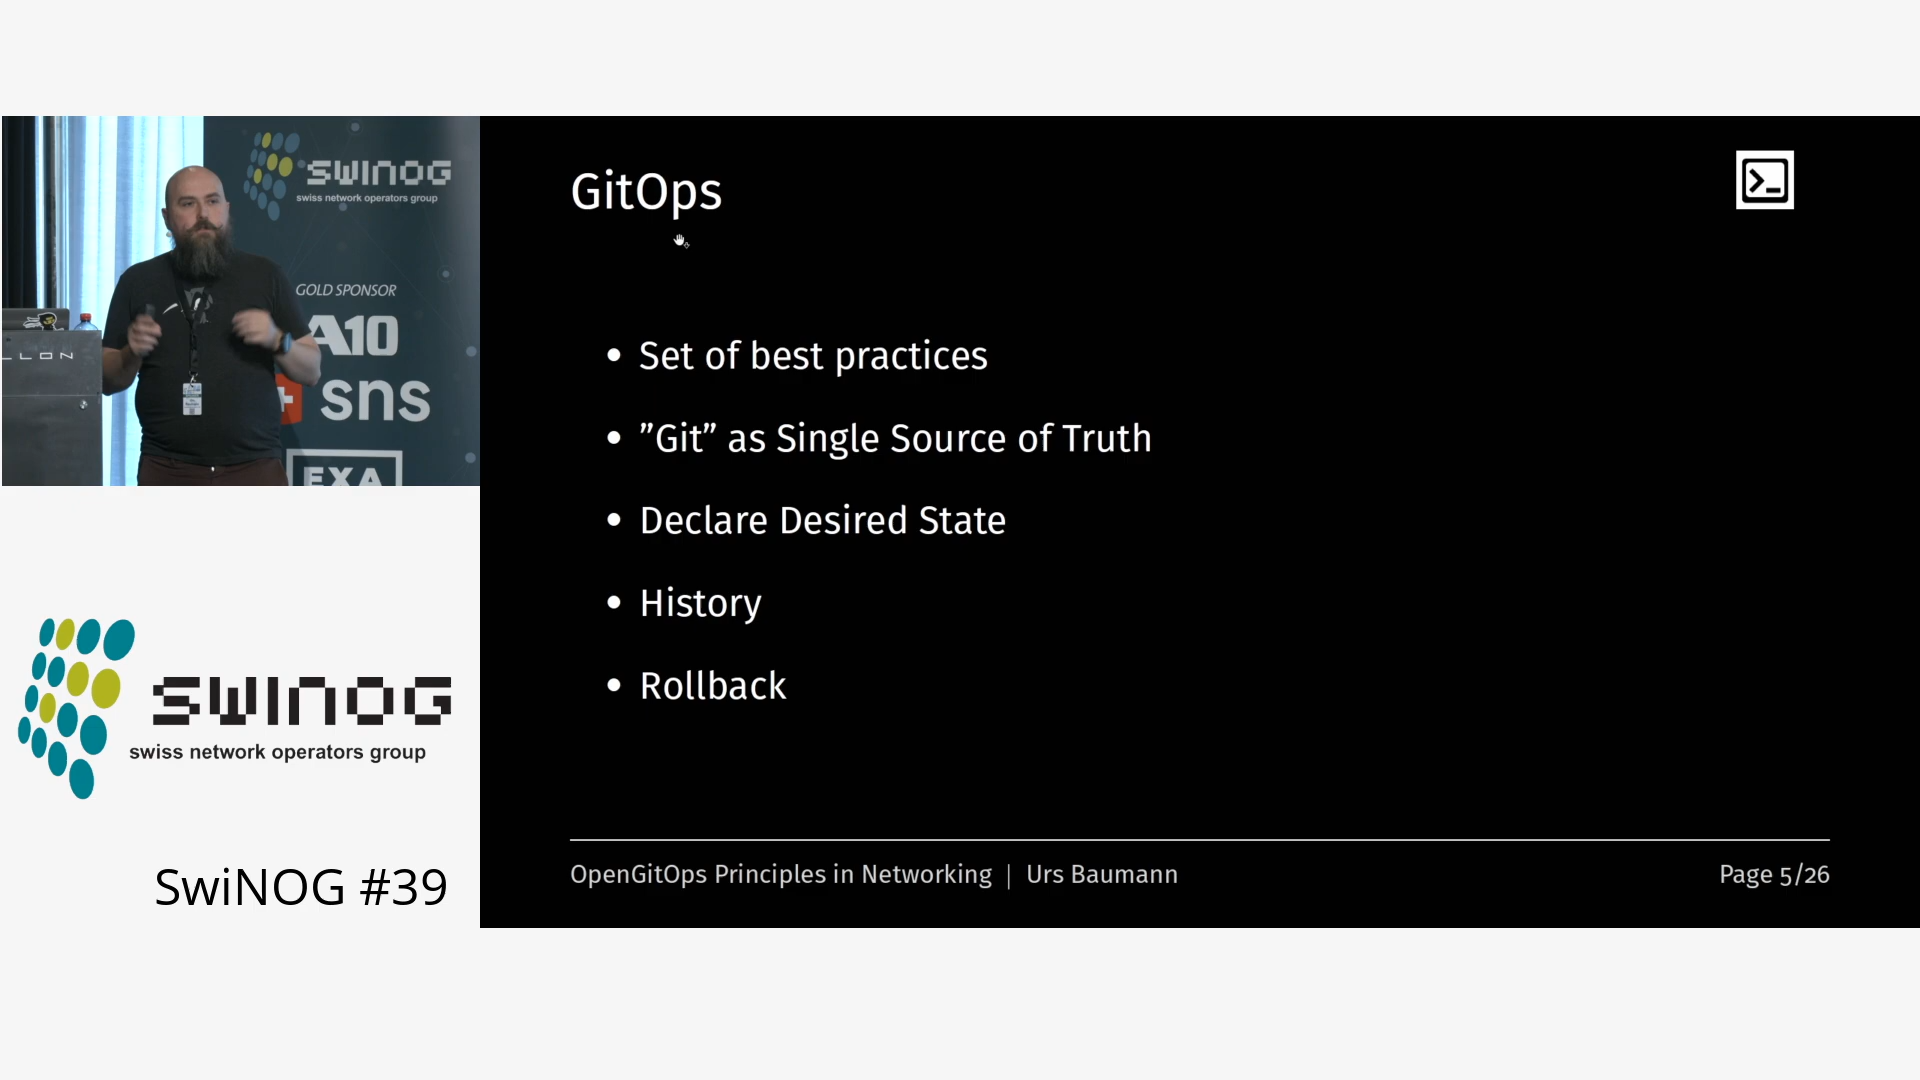 swinog
swiss network operators group
GOLD SPONSOR
A10
sns
EXA
swinog
swiss network operators group
SwiNOG #39
GitOps
>_
• Set of best practices
• ”Git” as Single Source of Truth
• Declare Desired State
• History
• Rollback
OpenGitOps Principles in Networking | Urs Baumann
Page 5/26